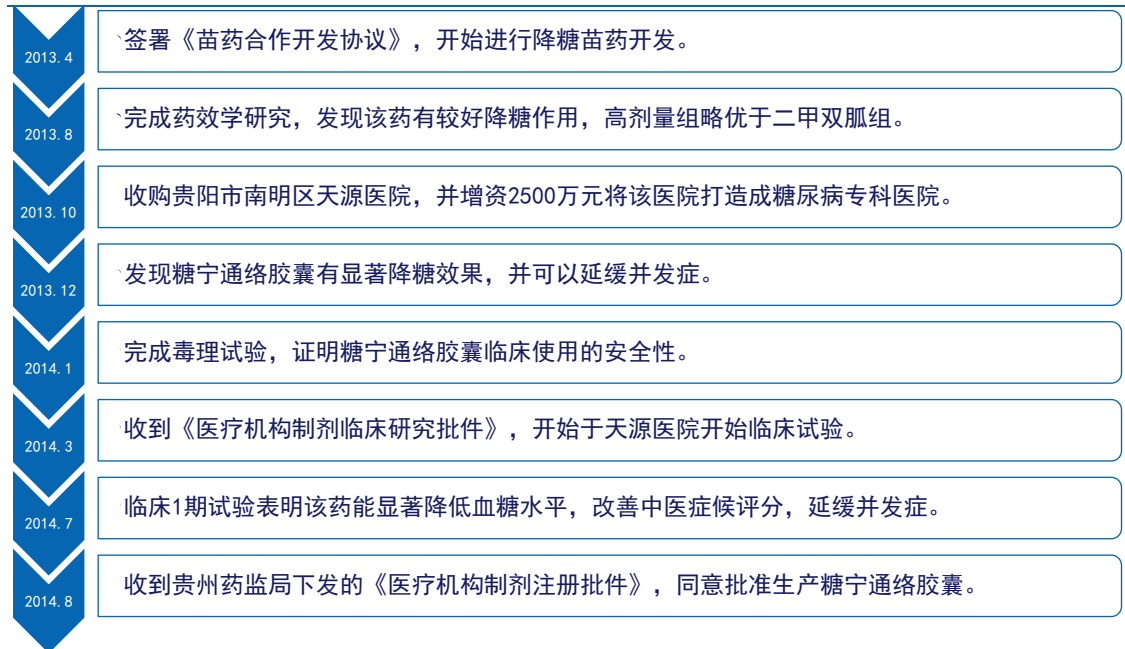 2013.4
签署《苗药合作开发协议》，开始进行降糖苗药开发。
2013.8
完成药效学研究，发现该药有较好降糖作用，高剂量组略优于二甲双胍组。
2013.10
收购贵阳市南明区天源医院，并增资2500万元将该医院打造成糖尿病专科医院。
2013.12
发现糖宁通络胶囊有显著降糖效果，并可以延缓并发症。
2014.1
完成毒理试验，证明糖宁通络胶囊临床使用的安全性。
2014.3
收到《医疗机构制剂临床研究批件》，开始于天源医院开始临床试验。
2014.7
临床1期试验表明该药能显著降低血糖水平，改善中医症候评分，延缓并发症。
2014.8
收到贵州药监局下发的《医疗机构制剂注册批件》，同意批准生产糖宁通络胶囊。